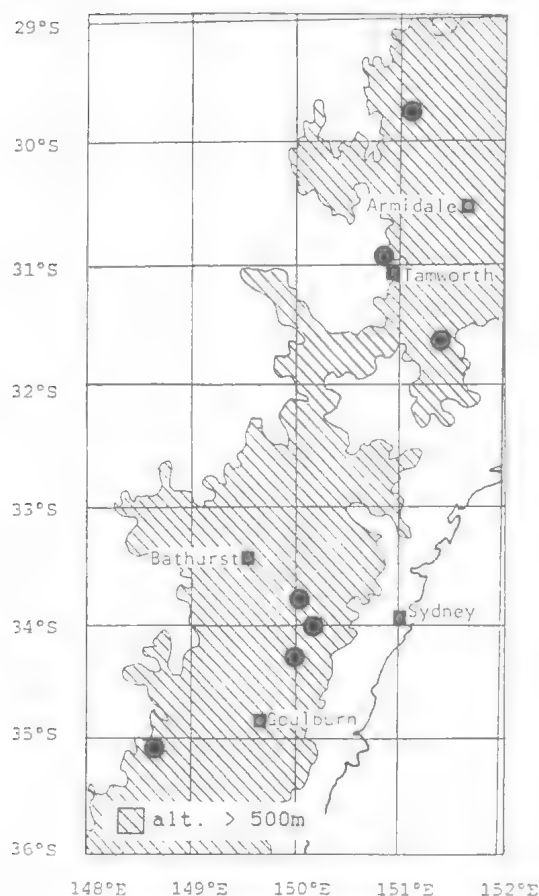 29°S
30°S
Armidale
31°S
Tamworth
32°S
33°S
Bathurst
Sydney
34°S
Goulburn
35°S
alt. > 500m
36°S
148°E 149°E 150°E 151°E 152°E